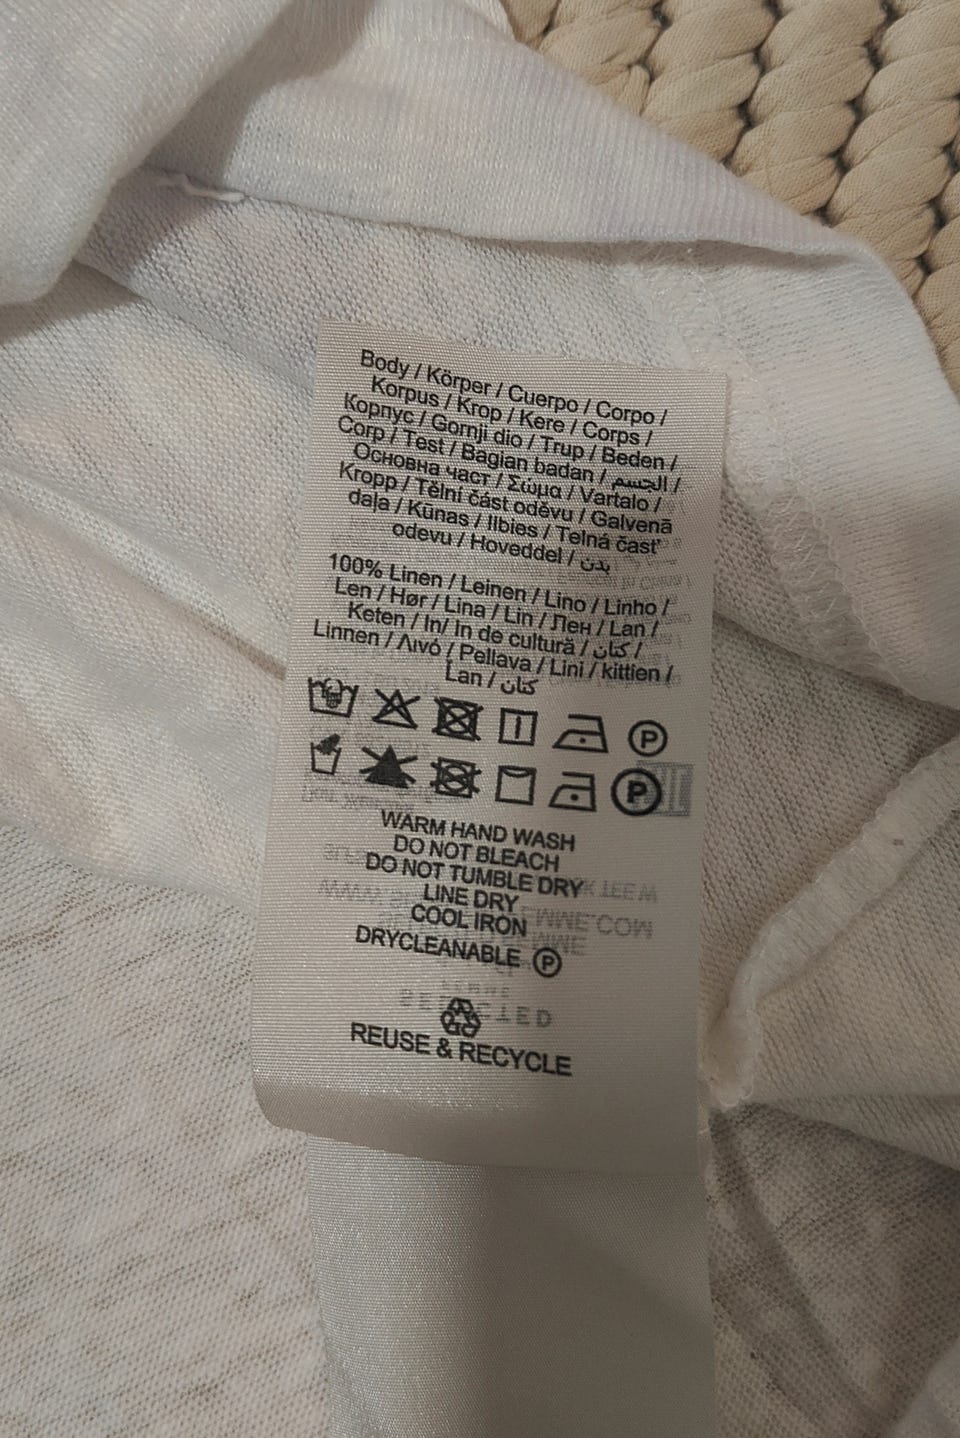 Body / Körper / Cuerpo / Corpo /
Korpus / Krop / Kere / Corps /
Корпус / Gornji dio / Trup / Beden /
Corp / Test / Bagian badan / الجسم /
Основна част / Σώμα / Vartalo /
Kropp / Tělní část oděvu / Galvenā
daļa / Kūnas / Ilbies / Telná časť
odevu / Hoveddel / بدن
100% Linen / Leinen / Lino / Linho /
Len / Hør / Lina / Lin / Лен / Lan /
Keten / In/ In de cultură / كتان /
Linnen / Λινό / Pellava / Lini / kittien /
Lan / كتان
P
P
WARM HAND WASH
DO NOT BLEACH
DO NOT TUMBLE DRY
LINE DRY
COOL IRON
DRYCLEANABLE P
SELECTED
REUSE & RECYCLE